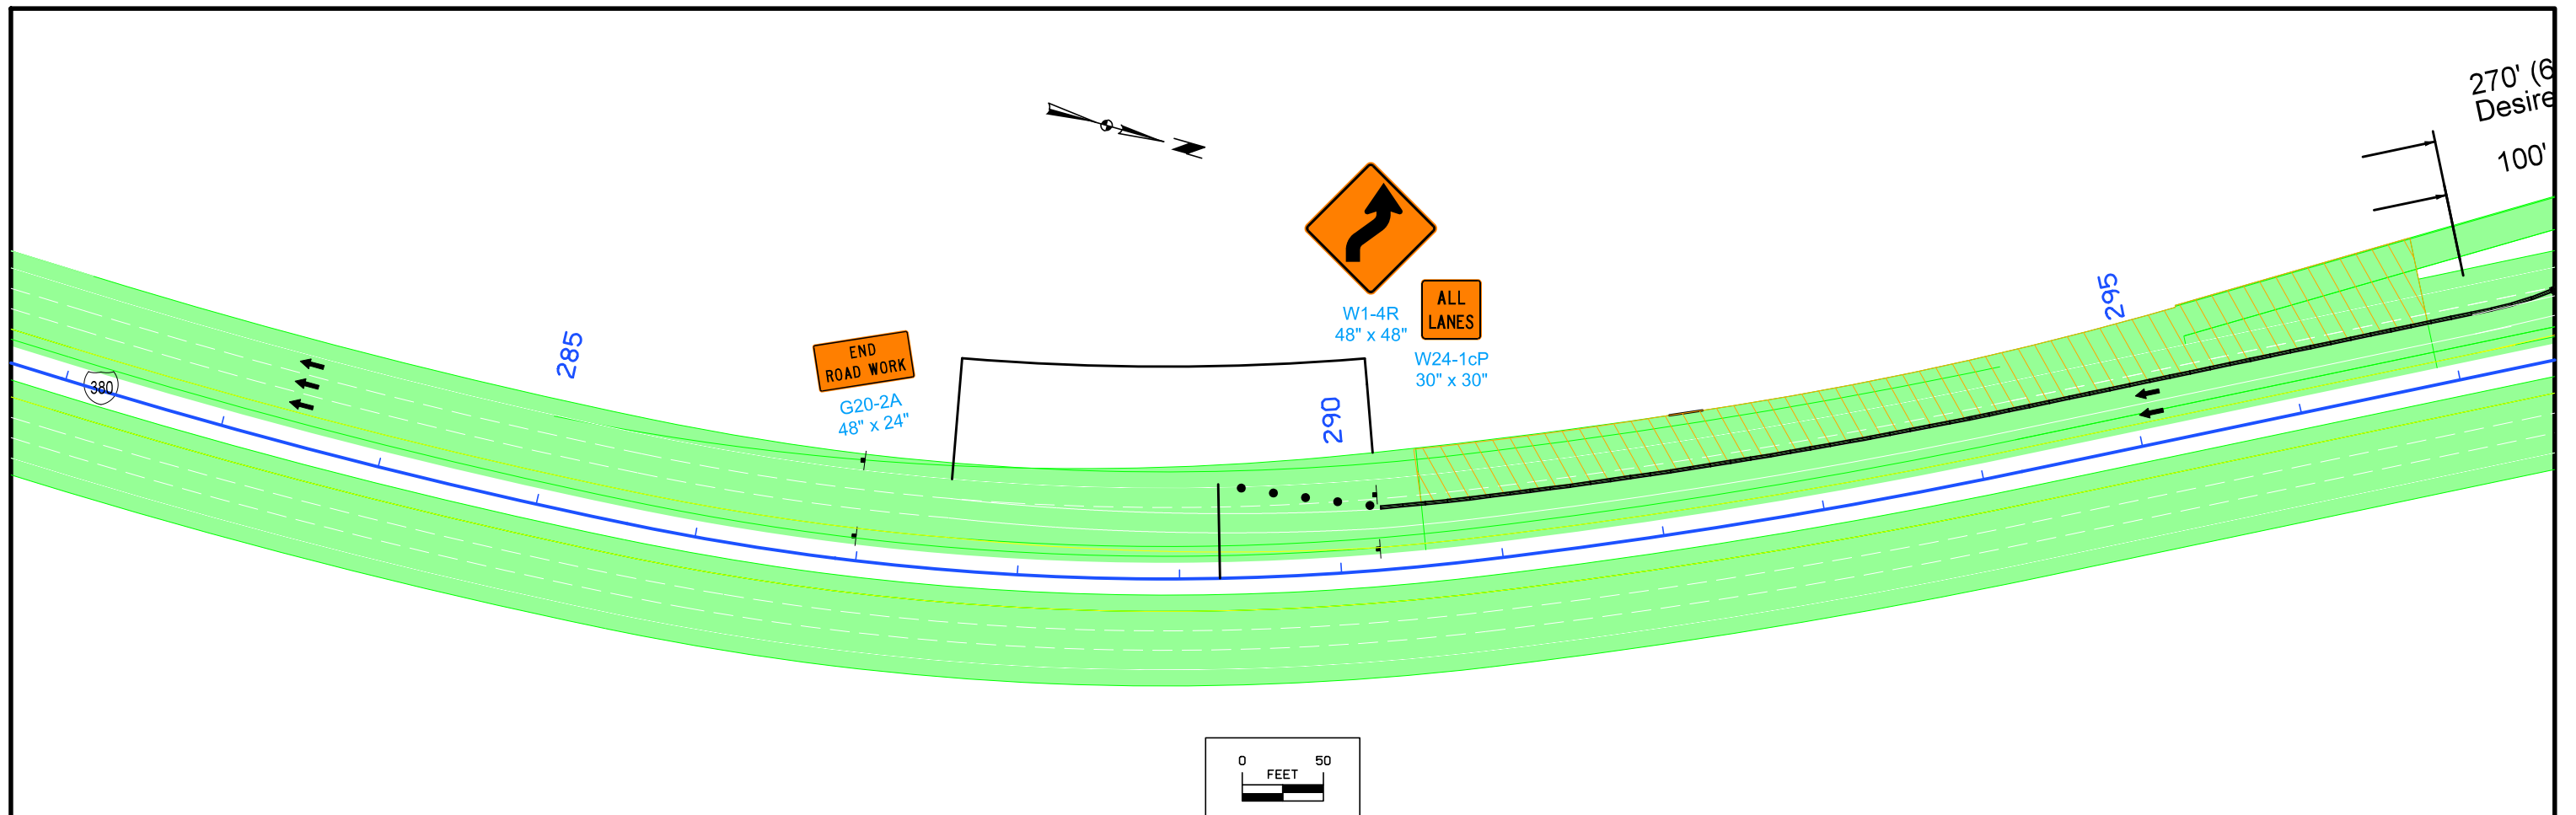 270' (6
Desire
100'
N
ALL
LANES
W1-4R
48" x 48"
W24-1cP
30" x 30"
295
285
END
ROAD WORK
G20-2A
48" x 24"
290
380
0 50
FEET